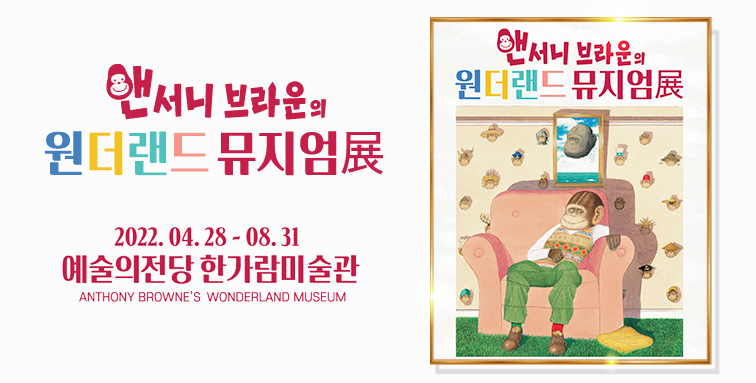 앤서니 브라운의
원더랜드 뮤지엄展
2022. 04. 28 - 08. 31
예술의전당 한가람미술관
ANTHONY BROWNE'S WONDERLAND MUSEUM
앤서니 브라운의
원더랜드 뮤지엄展